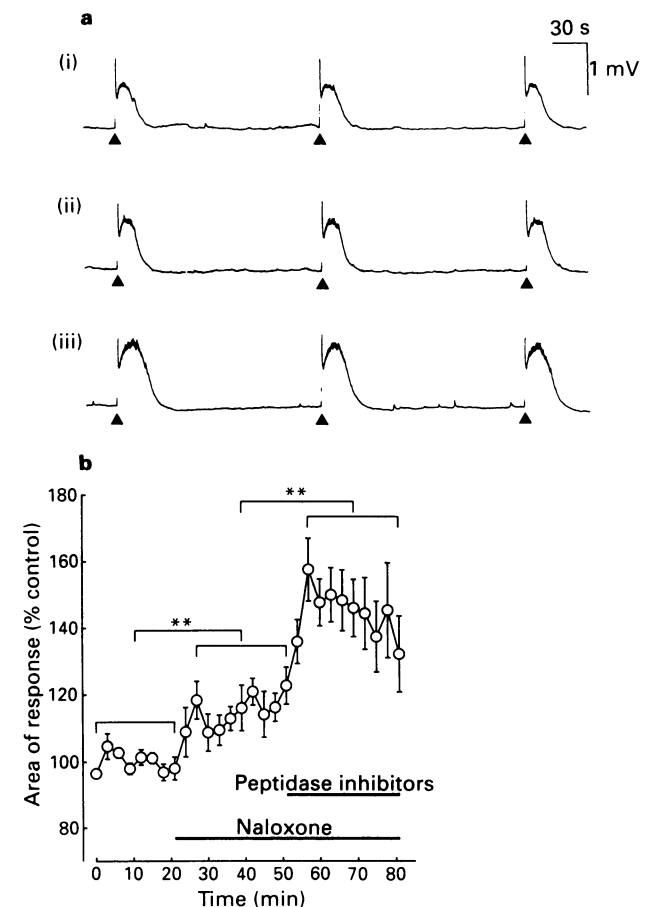 a
30 s
(i)
1 mV
(ii)
(iii)
b
**
**
180
160
140
120
100
80
Area of response (% control)
Peptidase inhibitors
Naloxone
0 10 20 30 40 50 60 70 80
Time (min)